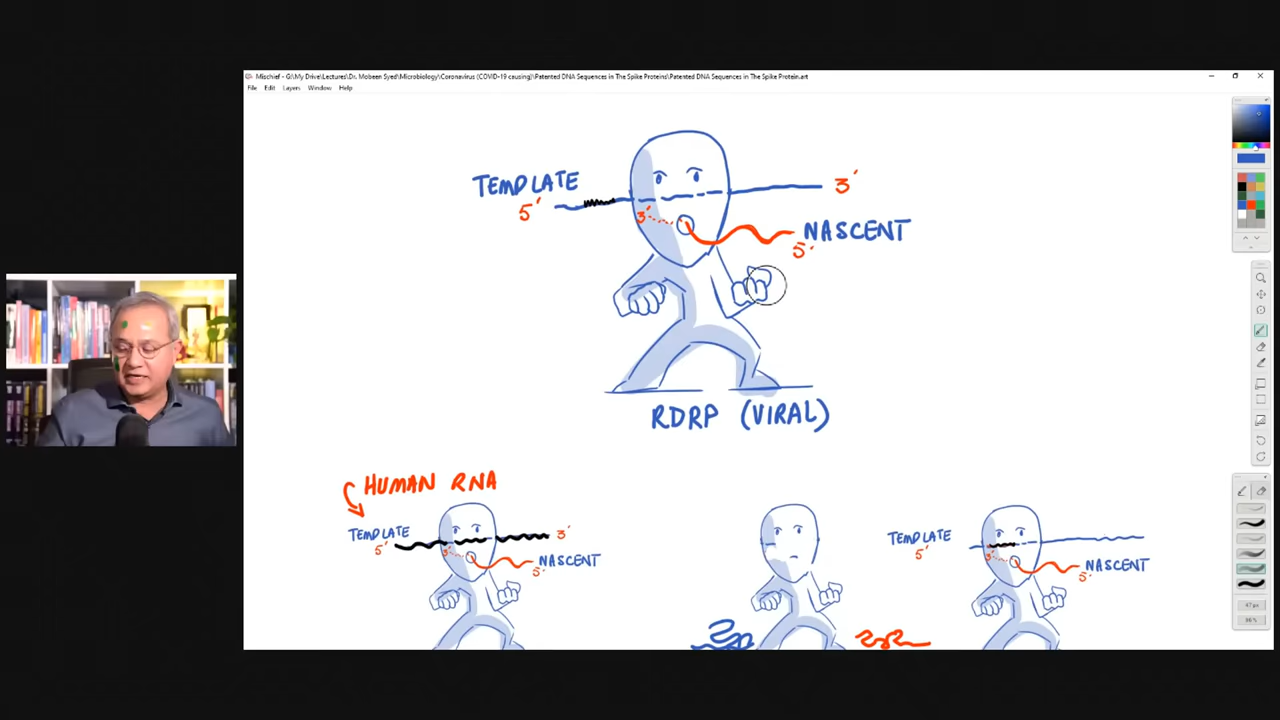 Mischief - G:\My Drive\Lectures\Dr. Mobeen Syed\Microbiology\Coronavirus (COVID-19 causing)\Patented DNA Sequences in The Spike Proteins\Patented DNA Sequences in The Spike Protein.art
File Edit Layers Window Help
TEMPLATE
5'
3'
3'
NASCENT
5'
RDRP (VIRAL)
HUMAN RNA
TEMPLATE
5'
3'
3'
NASCENT
5'
TEMPLATE
5'
3'
NASCENT
5'